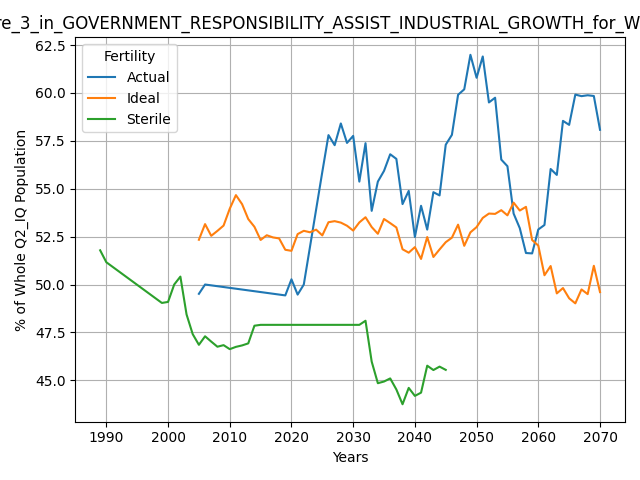 re_3_in_GOVERNMENT_RESPONSIBILITY_ASSIST_INDUSTRIAL_GROWTH_for_W
Fertility
Actual
Ideal
Sterile
% of Whole Q2_IQ Population
62.5
60.0
57.5
55.0
52.5
50.0
47.5
45.0
1990 2000 2010 2020 2030 2040 2050 2060 2070
Years